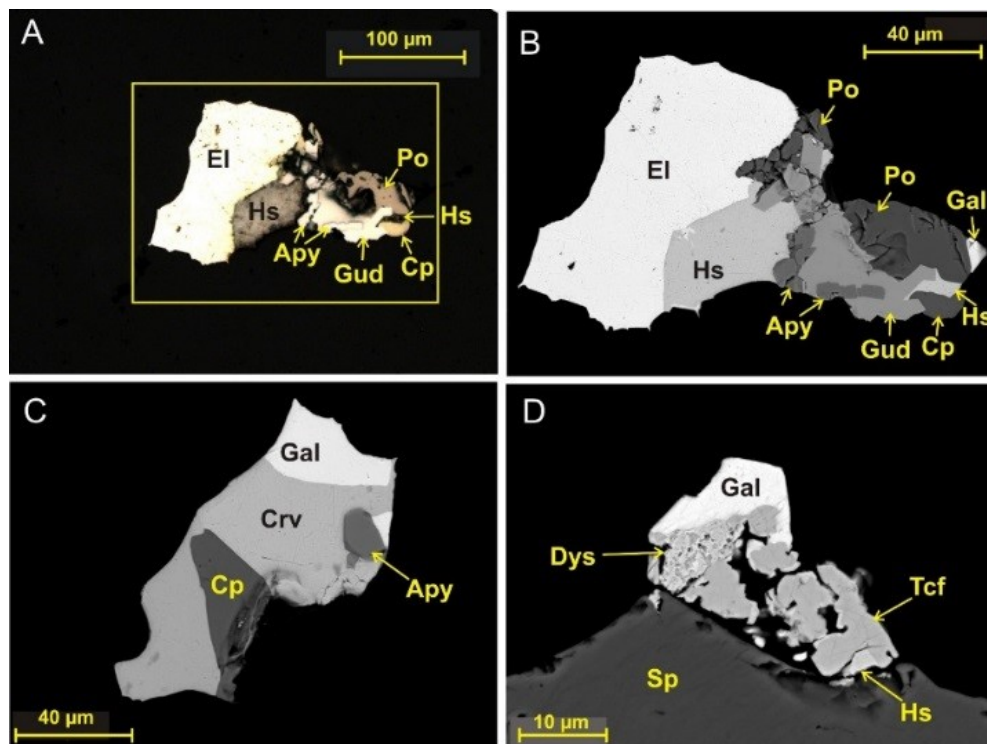 A
100 µm
El
Po
Hs
Hs
Apy
Gud
Cp
B
40 µm
Po
El
Po
Gal
Hs
Hs
Apy
Gud
Cp
C
Gal
Crv
Cp
Apy
40 µm
D
Gal
Dys
Tcf
Sp
Hs
10 µm